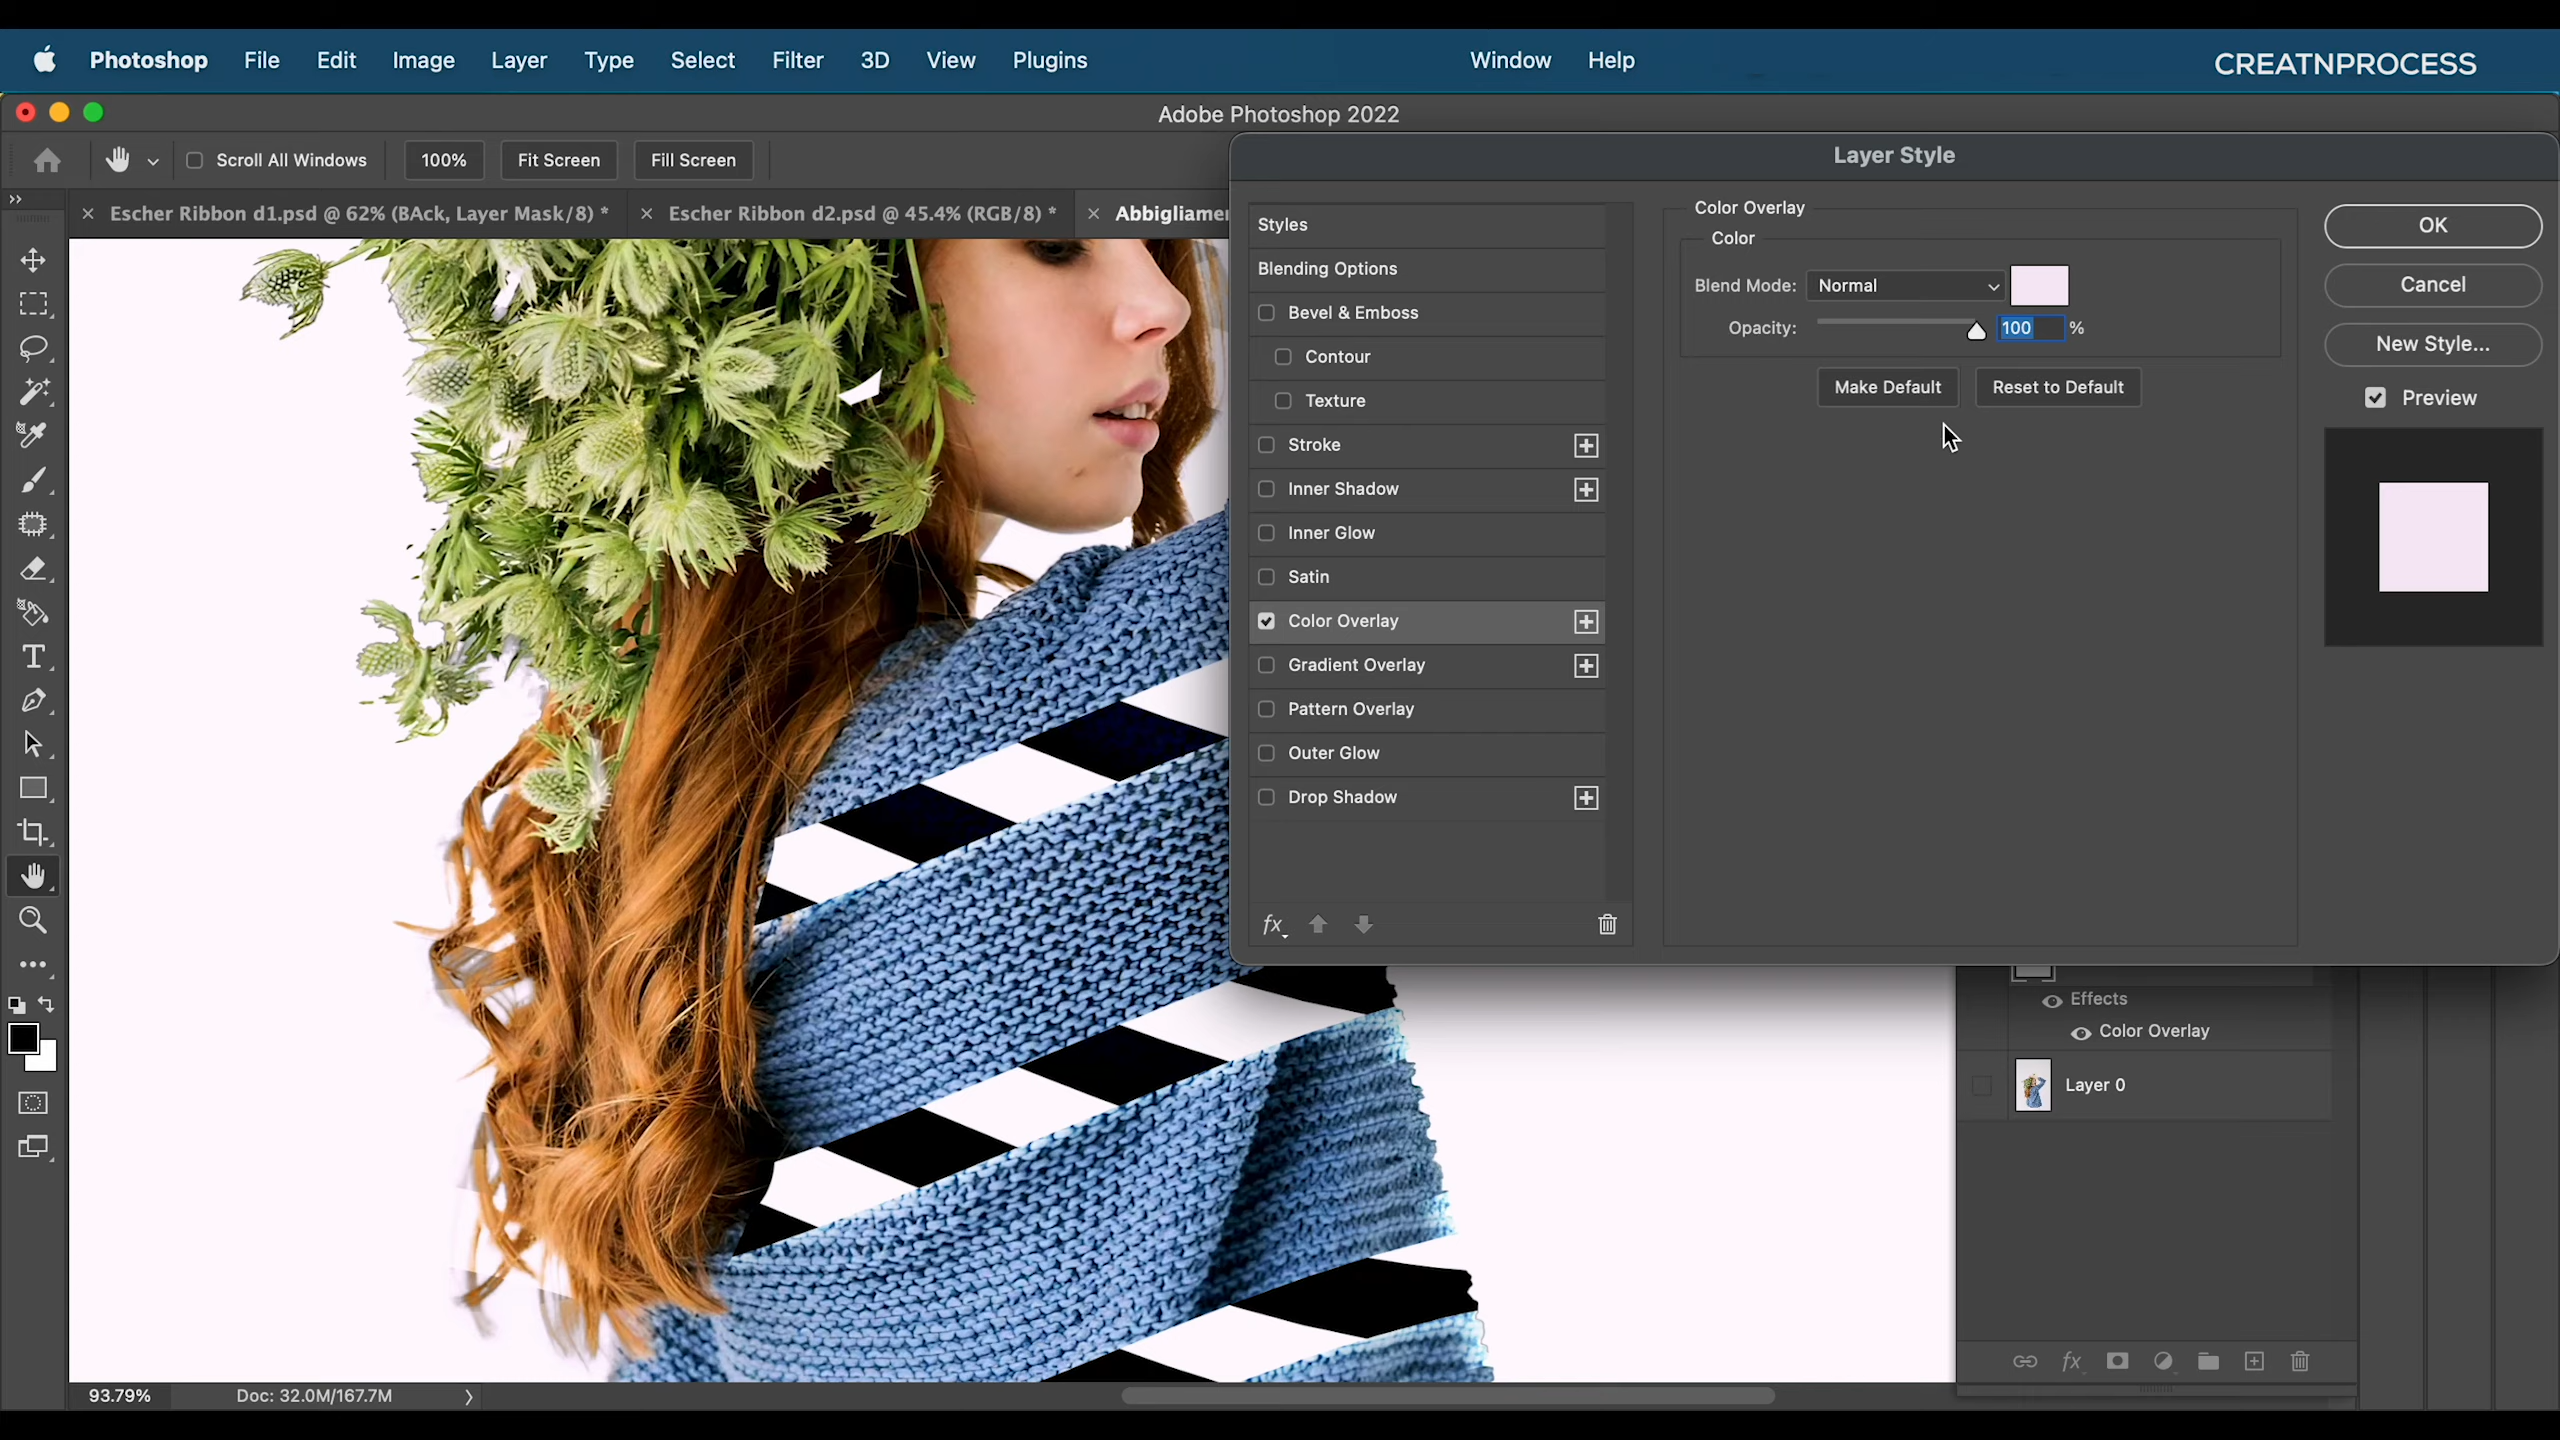 Photoshop File Edit Image Layer Type Select Filter 3D View Plugins Window Help CREATNPROCESS
Adobe Photoshop 2022
Scroll All Windows 100% Fit Screen Fill Screen
Escher Ribbon d1.psd @ 62% (BAck, Layer Mask/8) * Escher Ribbon d2.psd @ 45.4% (RGB/8) *
Layer Style
Styles
Blending Options
Bevel & Emboss
Contour
Texture
Stroke
Inner Shadow
Inner Glow
Satin
Color Overlay
Gradient Overlay
Pattern Overlay
Outer Glow
Drop Shadow
fx
Color Overlay
Color
Blend Mode: Normal
Opacity: 100 %
Make Default Reset to Default
OK
Cancel
New Style...
Preview
Effects
Color Overlay
Layer 0
fx
93.79% Doc: 32.0M/167.7M